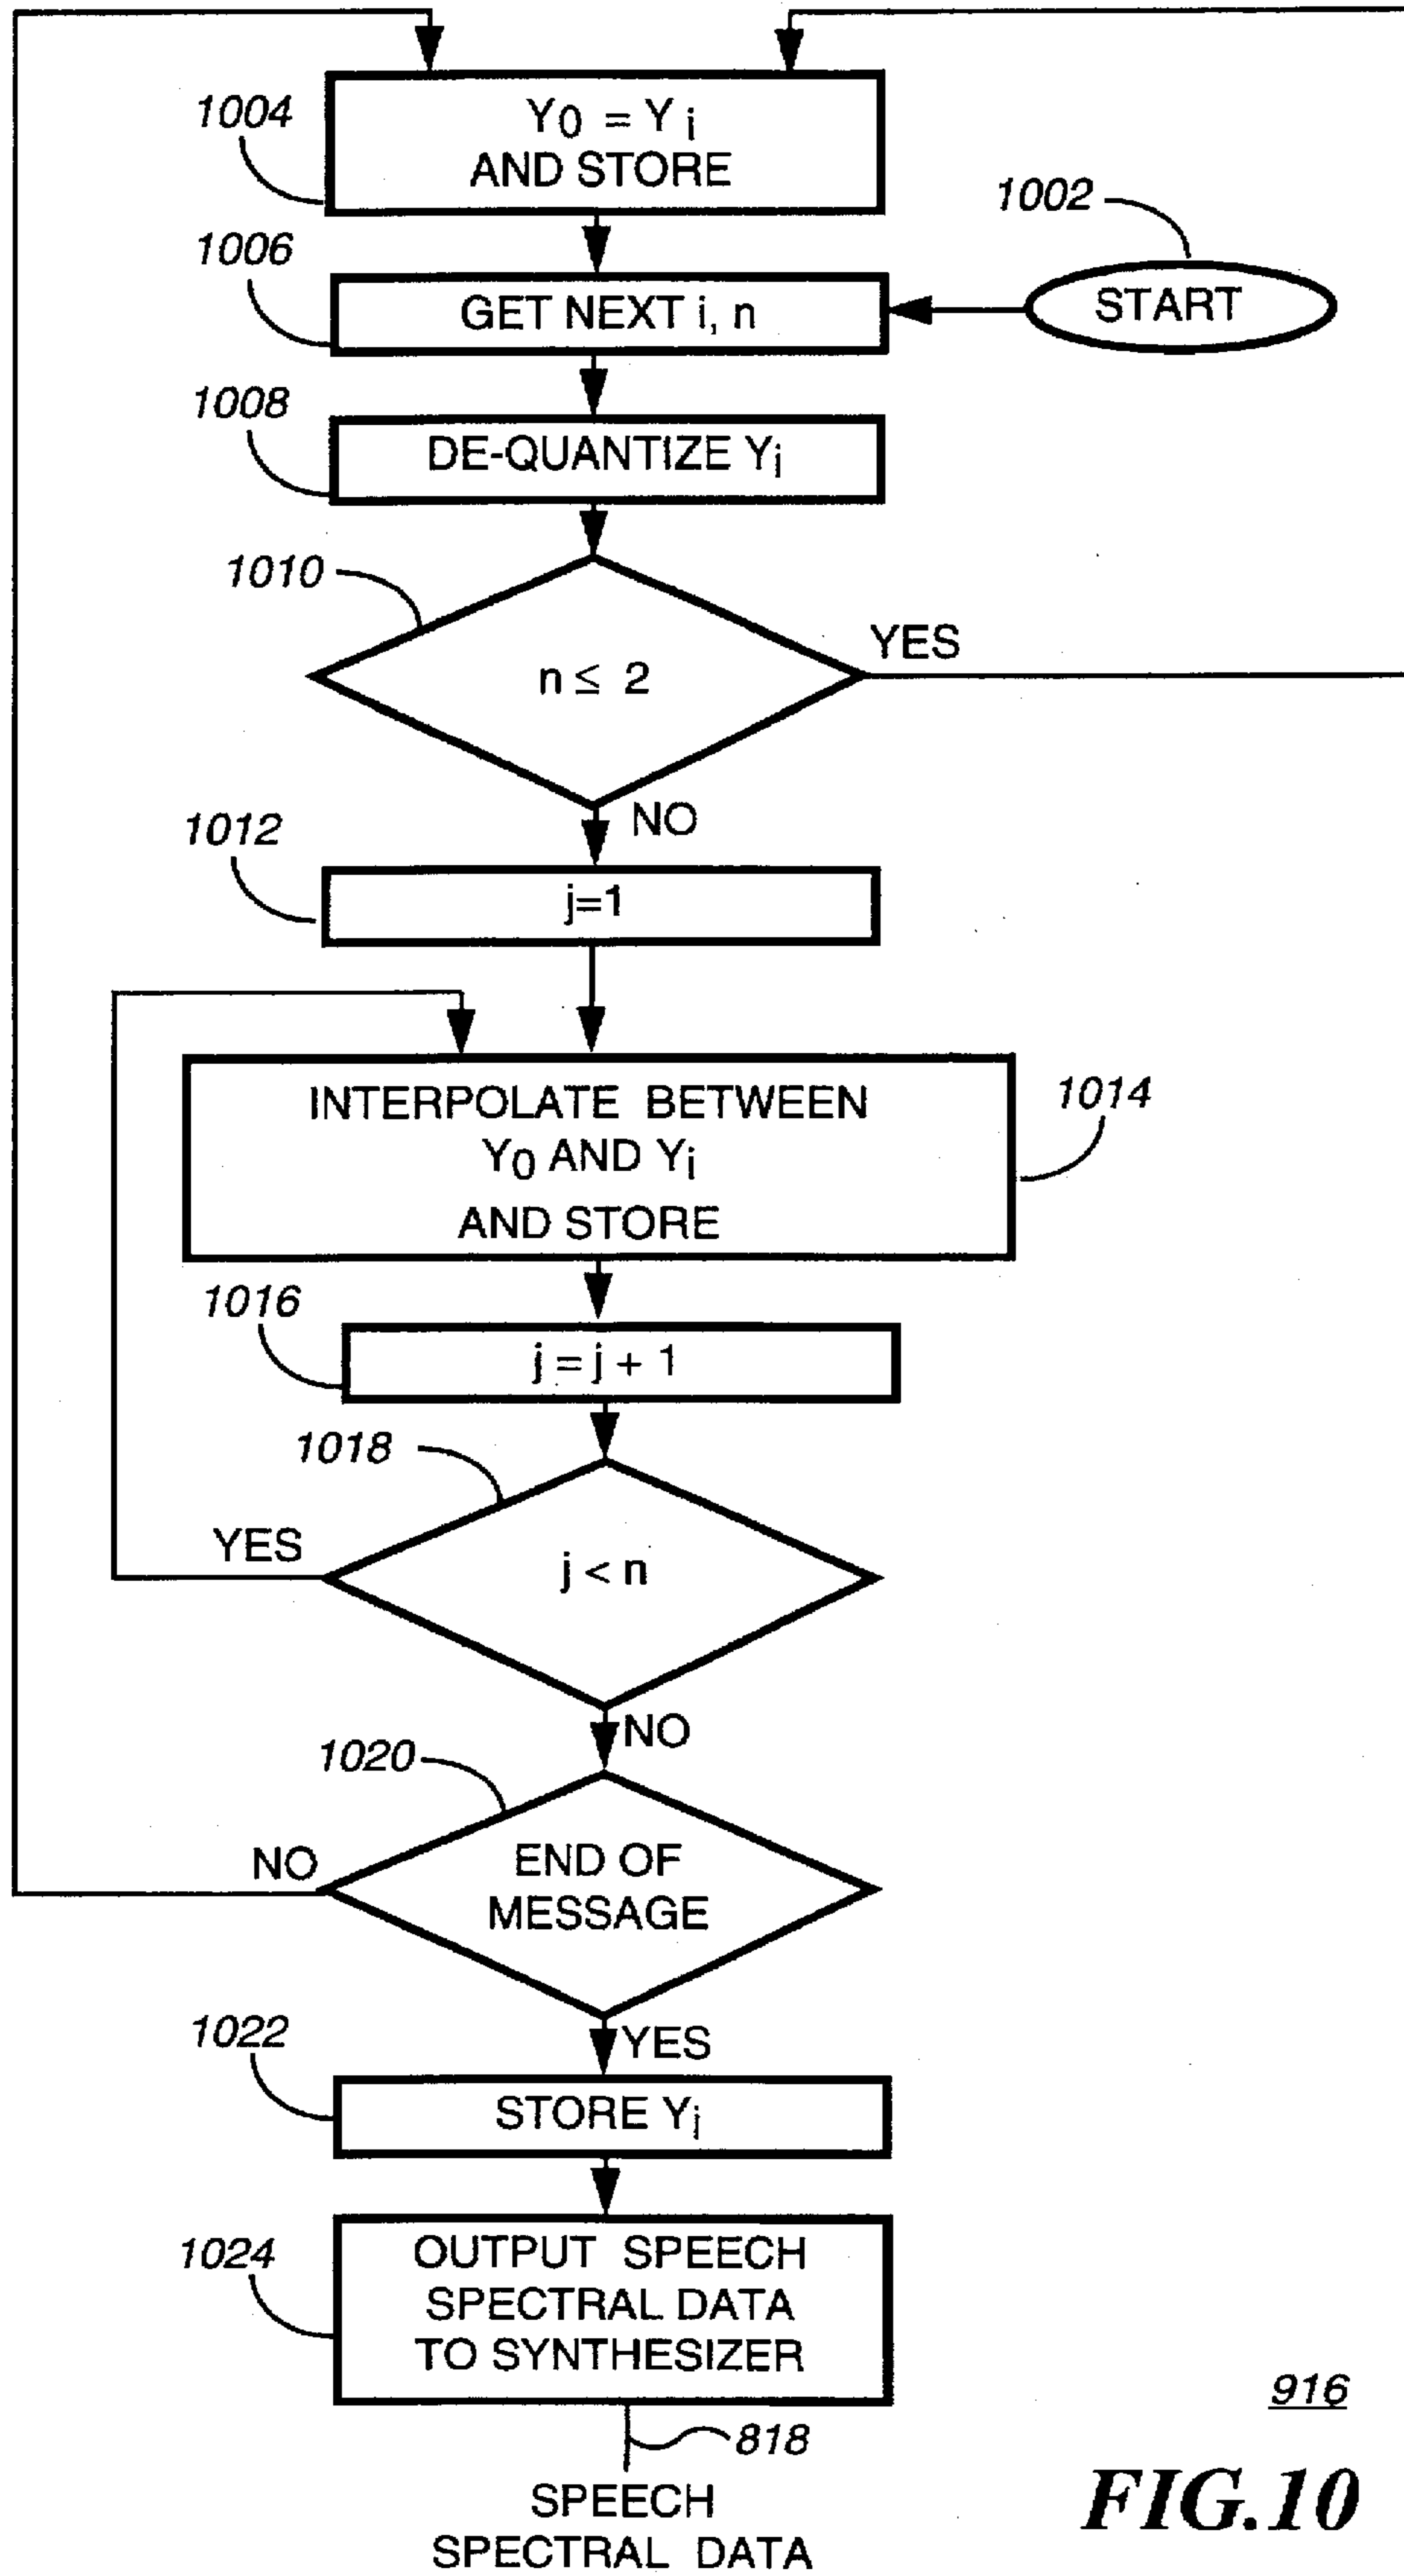 1004
Y0 = Yi
AND STORE
1002
START
1006
GET NEXT i, n
1008
DE-QUANTIZE Yi
1010
n ≤ 2
YES
NO
1012
j=1
INTERPOLATE BETWEEN
Y0 AND Yi
AND STORE
1014
1016
j = j + 1
1018
YES
j < n
NO
1020
NO
END OF
MESSAGE
YES
1022
STORE Yj
1024
OUTPUT SPEECH
SPECTRAL DATA
TO SYNTHESIZER
818
SPEECH
SPECTRAL DATA
916
FIG.10